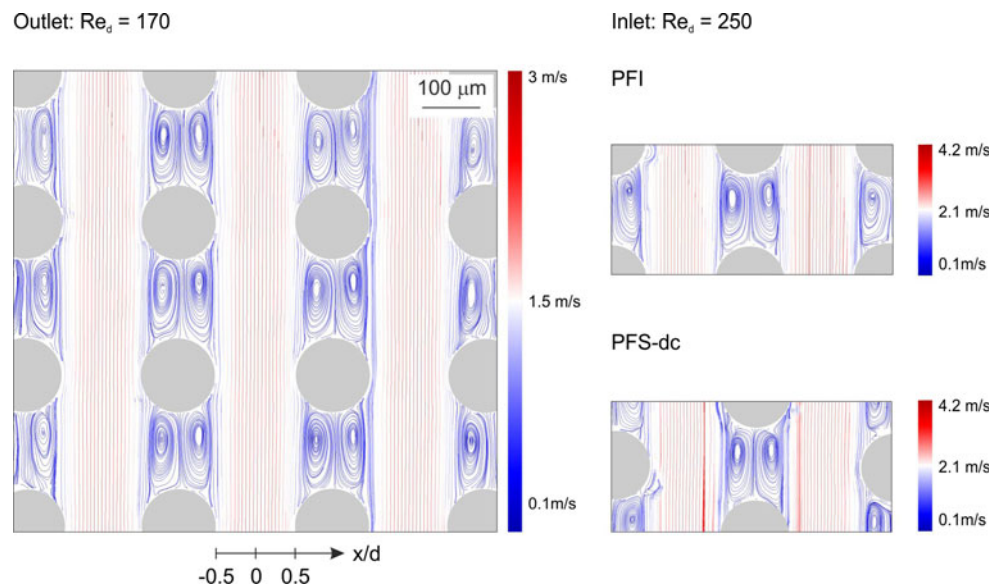 Outlet: Re_d = 170
100 μm
3 m/s
1.5 m/s
0.1m/s
x/d
-0.5 0 0.5
Inlet: Re_d = 250
PFI
4.2 m/s
2.1 m/s
0.1m/s
PFS-dc
4.2 m/s
2.1 m/s
0.1m/s